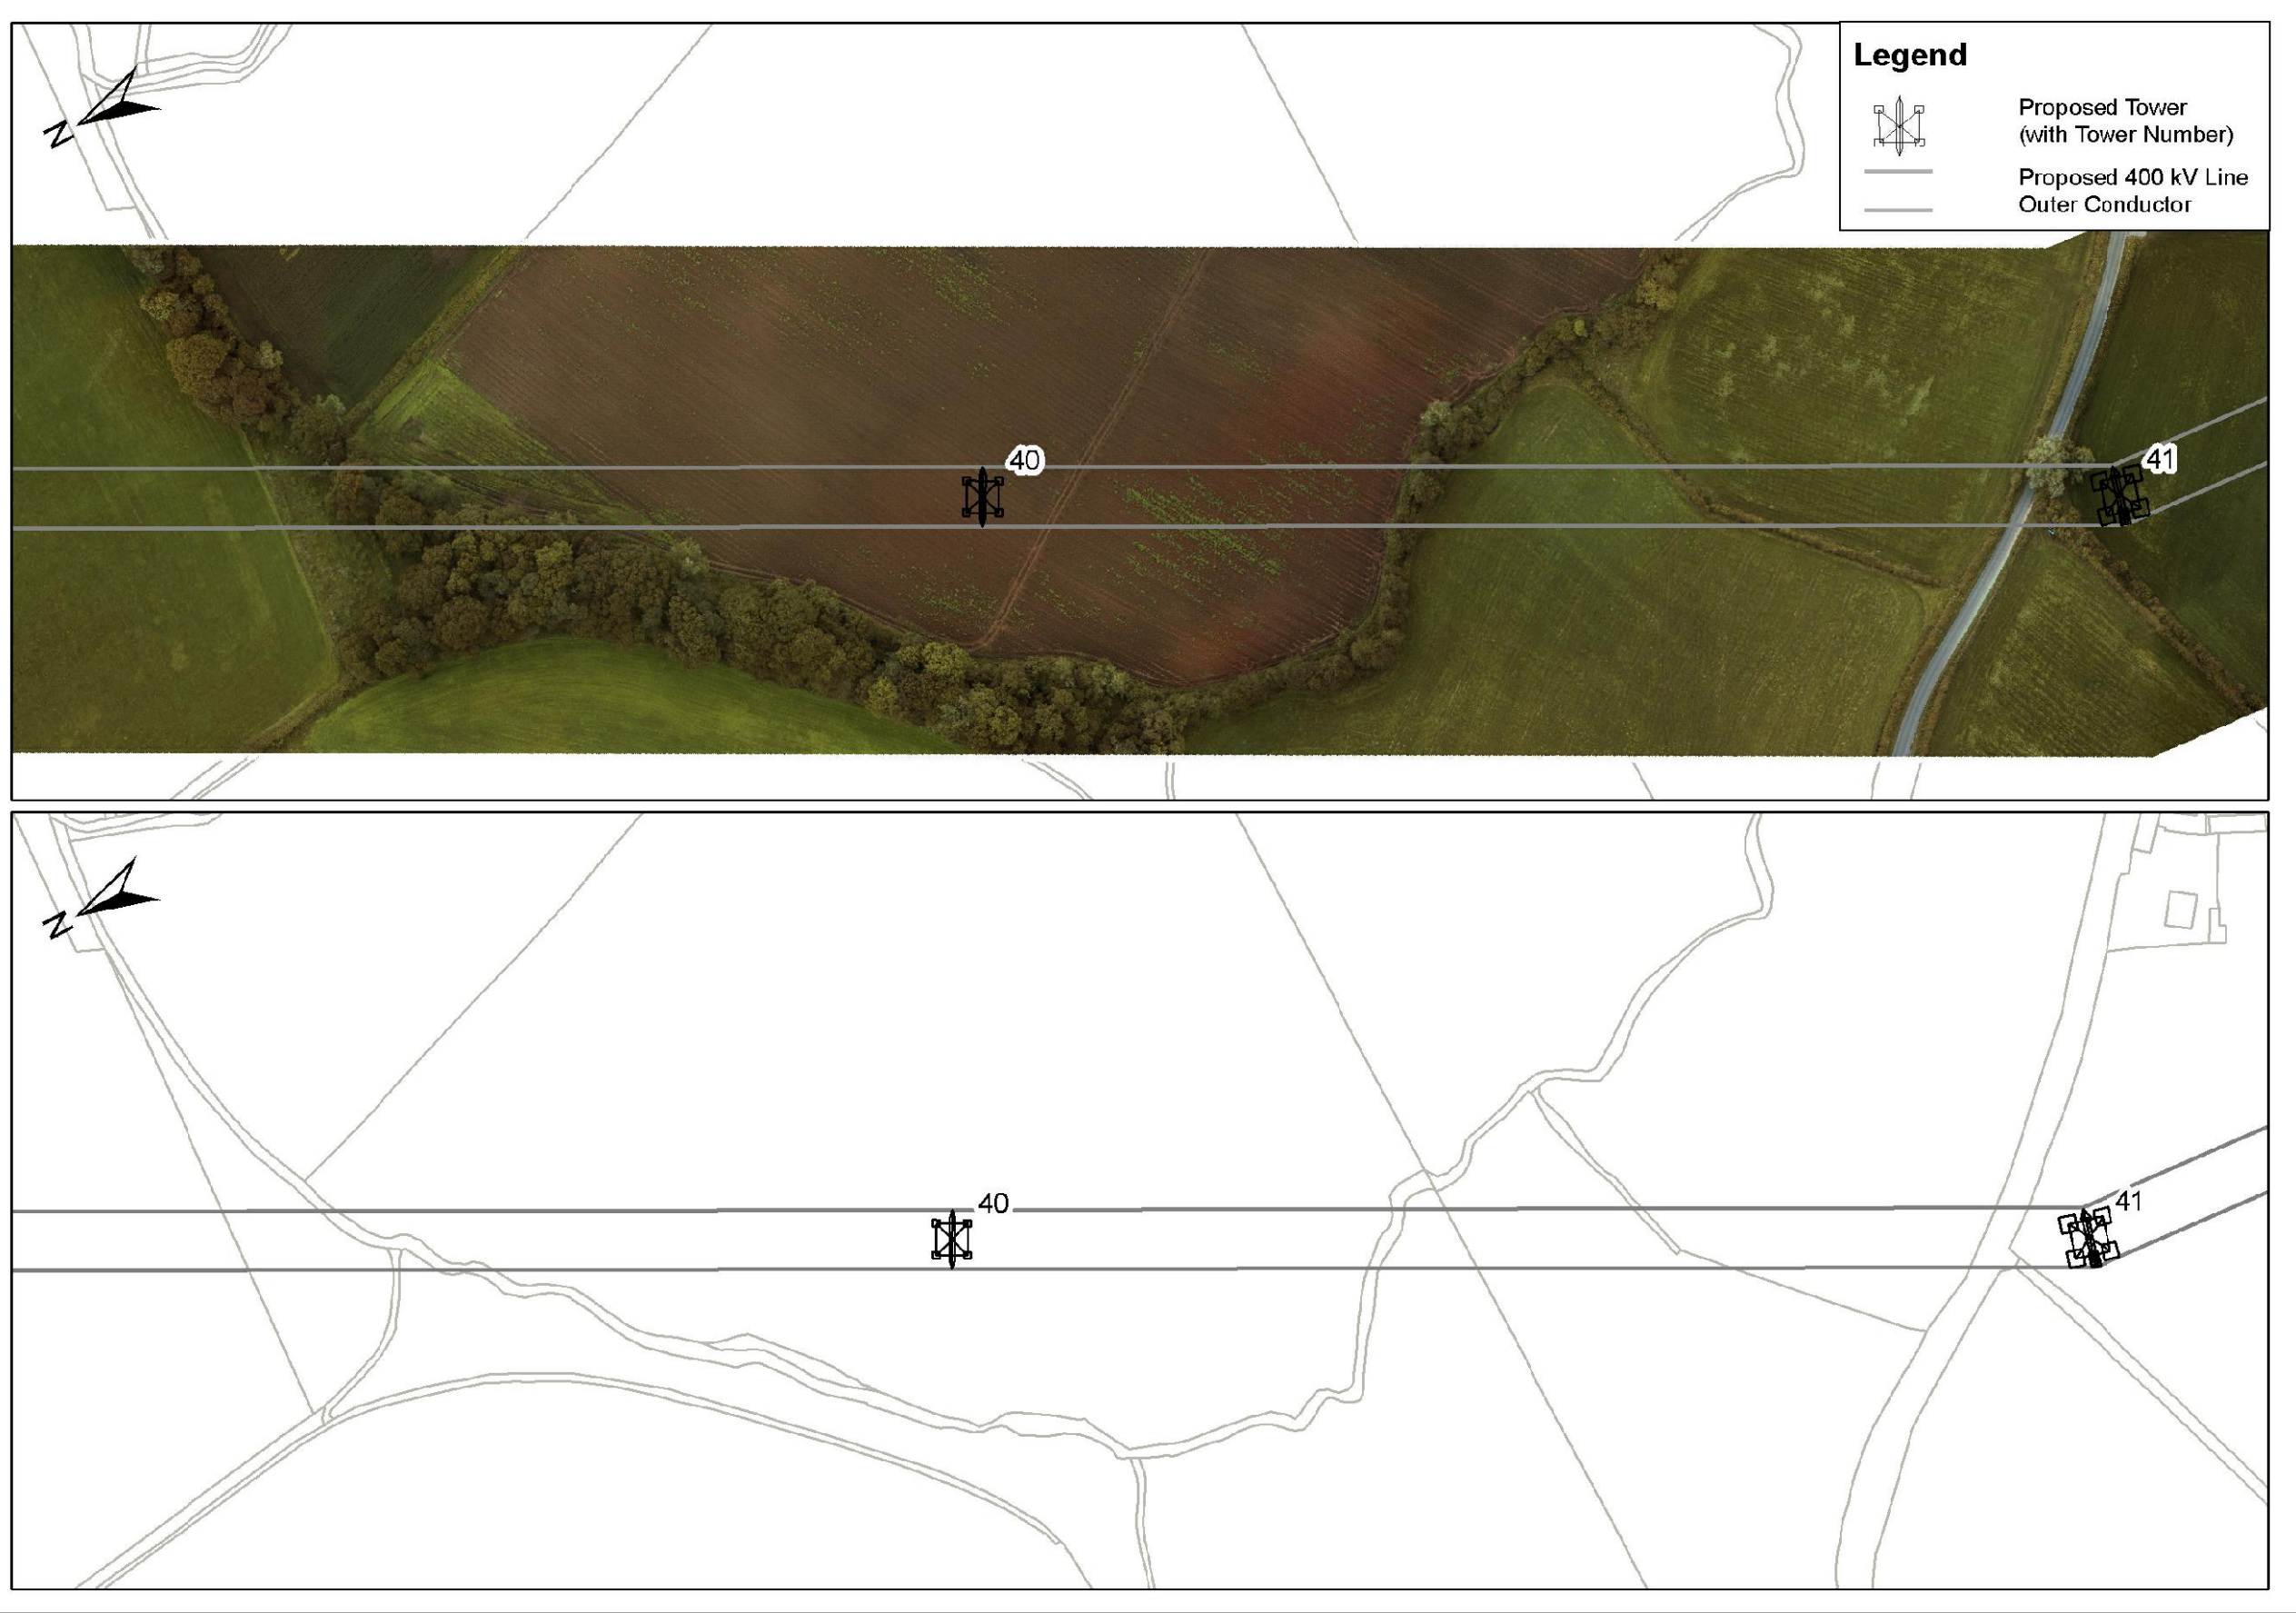 N
Legend
Proposed Tower
(with Tower Number)
Proposed 400 kV Line
Outer Conductor
40
41
N
40
41